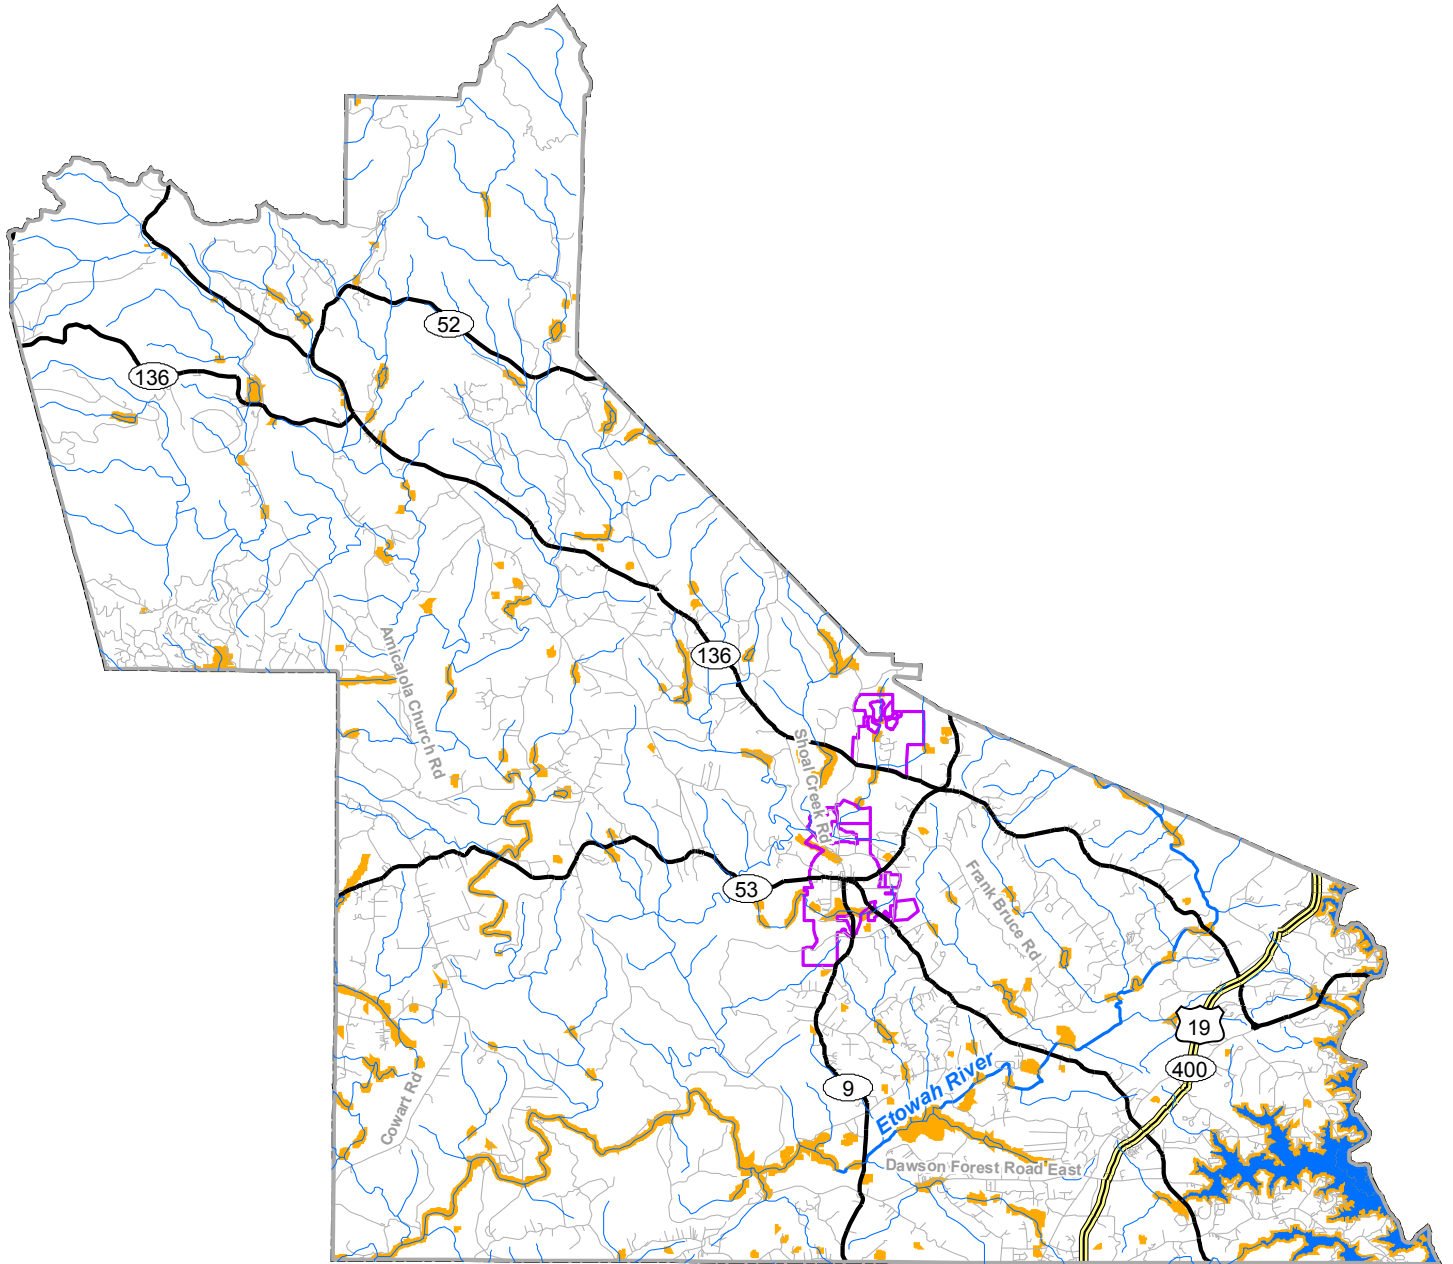 52
136
136
Amicalola Church Rd
Shoal Creek Rd
53
Frank Bruce Rd
19
400
9
Etowah River
Cowart Rd
Dawson Forest Road East